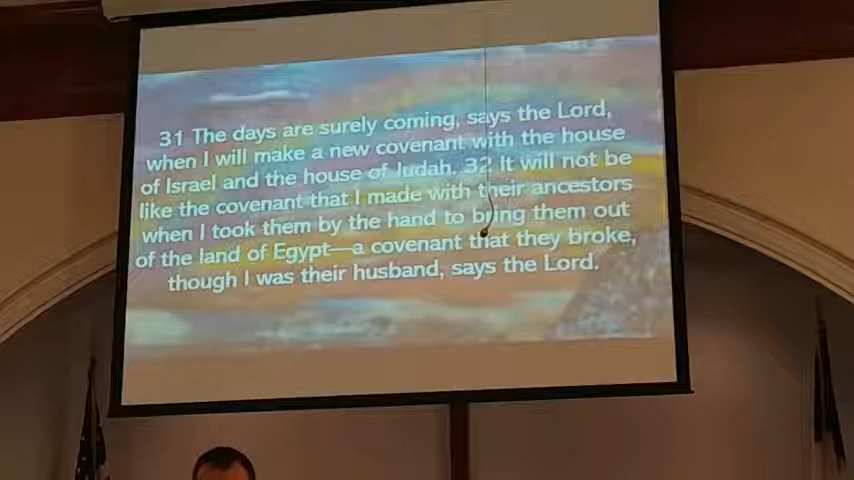 31 The days are surely coming, says the Lord,
when I will make a new covenant with the house
of Israel and the house of Judah. 32 It will not be
like the covenant that I made with their ancestors
when I took them by the hand to bring them out
of the land of Egypt—a covenant that they broke,
though I was their husband, says the Lord.